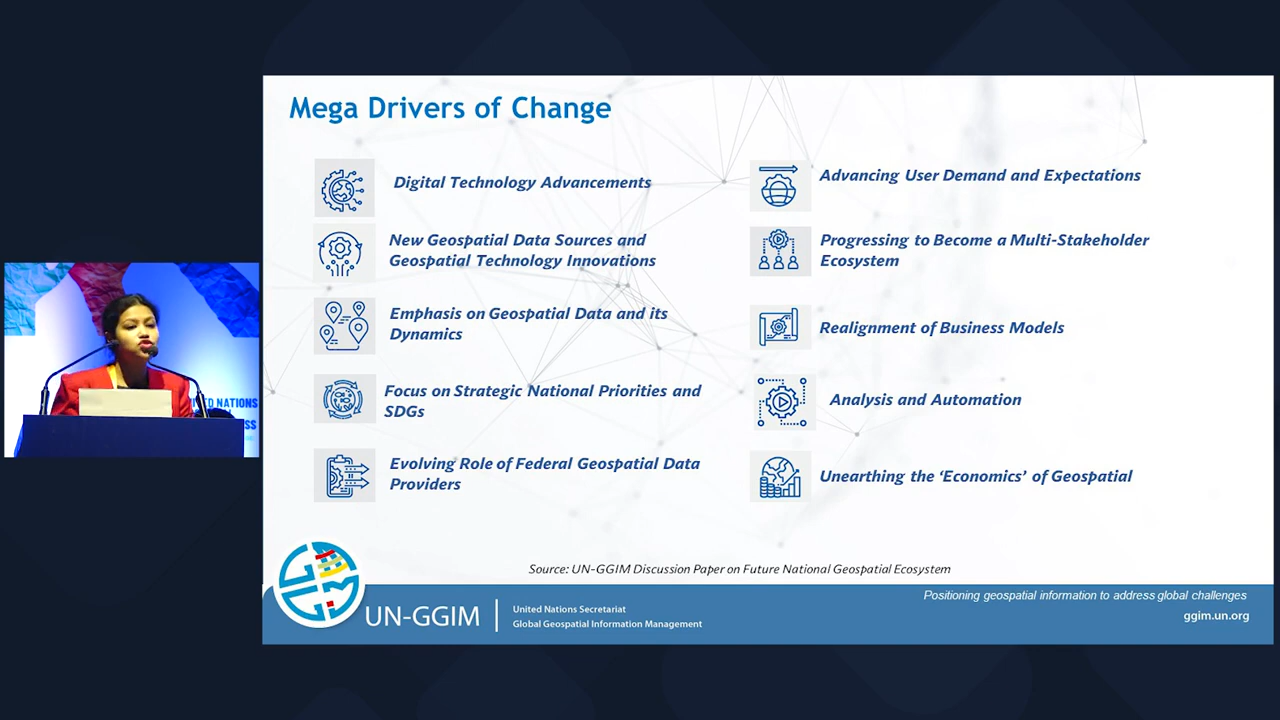 Mega Drivers of Change
Digital Technology Advancements
New Geospatial Data Sources and
Geospatial Technology Innovations
Emphasis on Geospatial Data and its
Dynamics
Focus on Strategic National Priorities and
SDGs
Evolving Role of Federal Geospatial Data
Providers
Advancing User Demand and Expectations
Progressing to Become a Multi-Stakeholder
Ecosystem
Realignment of Business Models
Analysis and Automation
Unearthing the ‘Economics’ of Geospatial
Source: UN-GGIM Discussion Paper on Future National Geospatial Ecosystem
UN-GGIM
United Nations Secretariat
Global Geospatial Information Management
Positioning geospatial information to address global challenges
ggim.un.org
NATIONS